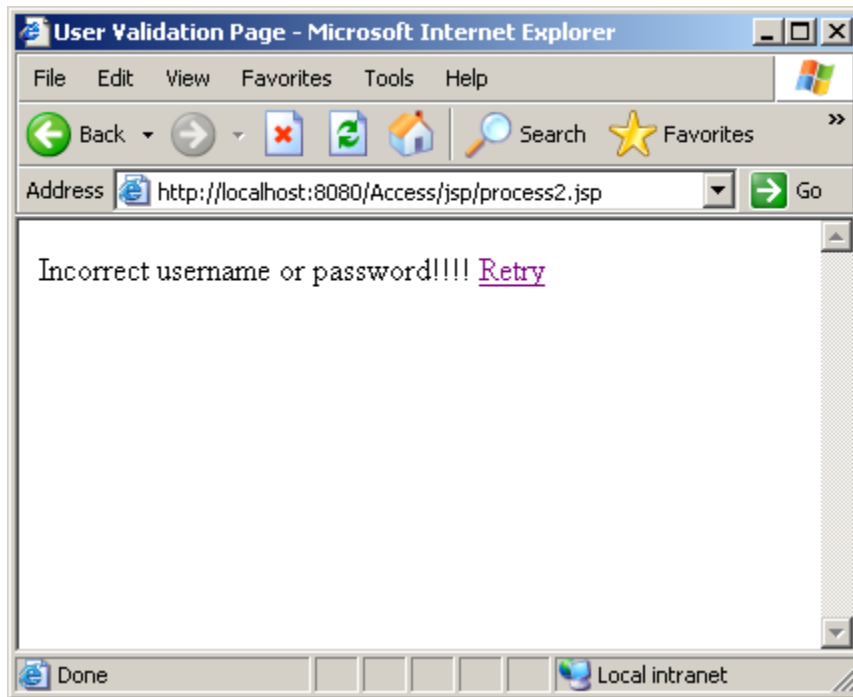 User Validation Page - Microsoft Internet Explorer
File Edit View Favorites Tools Help
Back Search Favorites »
Address http://localhost:8080/Access/jsp/process2.jsp Go
Incorrect username or password!!!! Retry
Done Local intranet